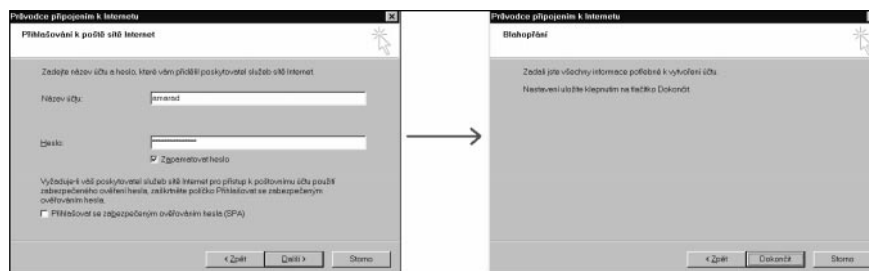 Průvodce připojením k Internetu
Přihlašování k poště sítě Internet
Zadejte název účtu a heslo, které vám přidělil poskytovatel služeb sítě Internet.
Název účtu:
Heslo:
Zapamatovat heslo
Vyžaduje-li váš poskytovatel služeb sítě Internet pro přístup k poštovnímu účtu použití
zabezpečeného ověření hesla, zaškrtněte políčko Přihlašovat se zabezpečeným
ověřováním hesla.
Přihlašovat se zabezpečeným ověřováním hesla (SPA)
< Zpět Další > Storno
Průvodce připojením k Internetu
Blahopřání
Zadali jste všechny informace potřebné k vytvoření účtu.
Nastavení uložíte klepnutím na tlačítko Dokončit.
< Zpět Dokončit Storno